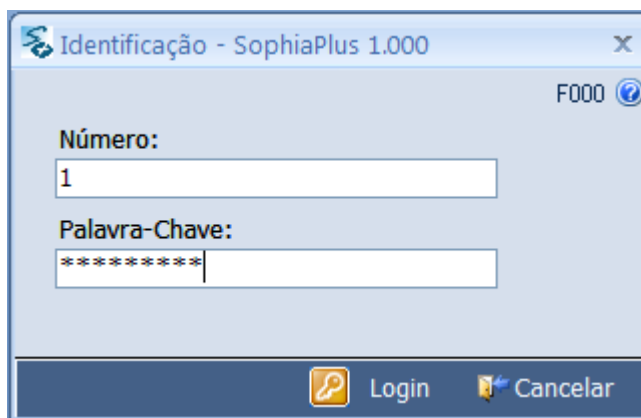 Identificação - SophiaPlus 1.000
F000
Número:
1
Palavra-Chave:
*********
Login Cancelar